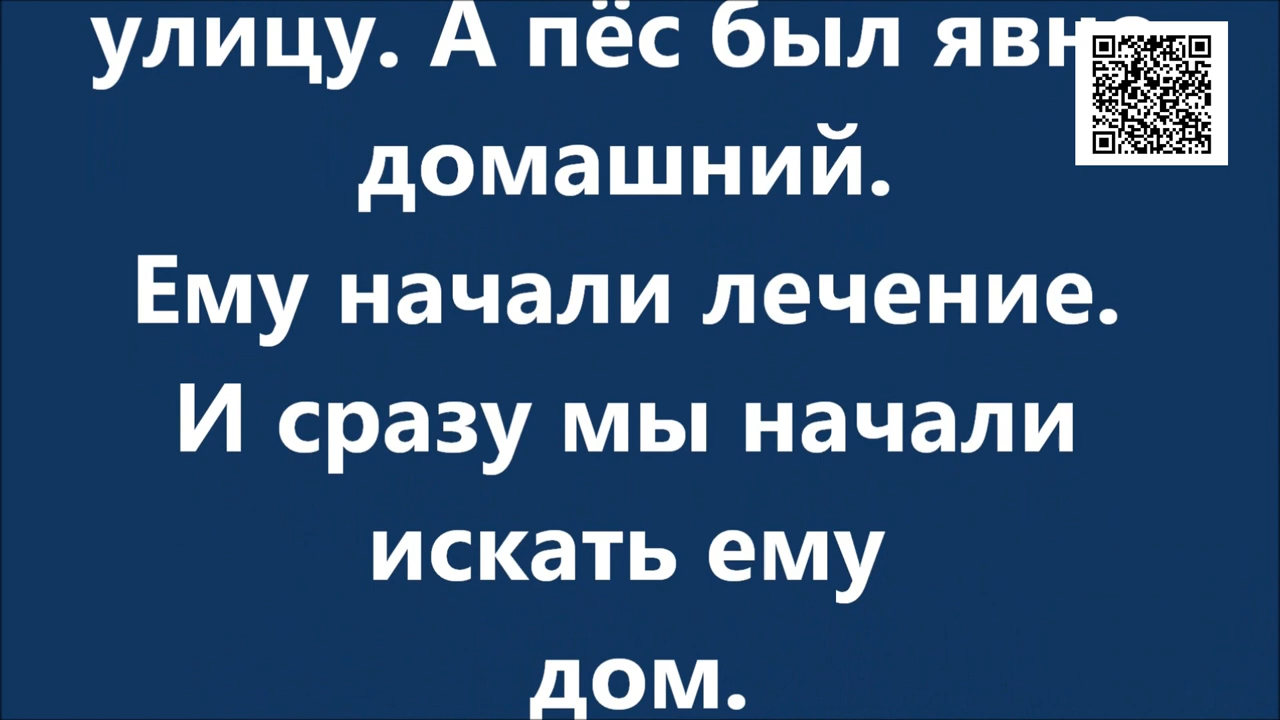 улицу. А пёс был явно
домашний.
Ему начали лечение.
И сразу мы начали
искать ему
дом.